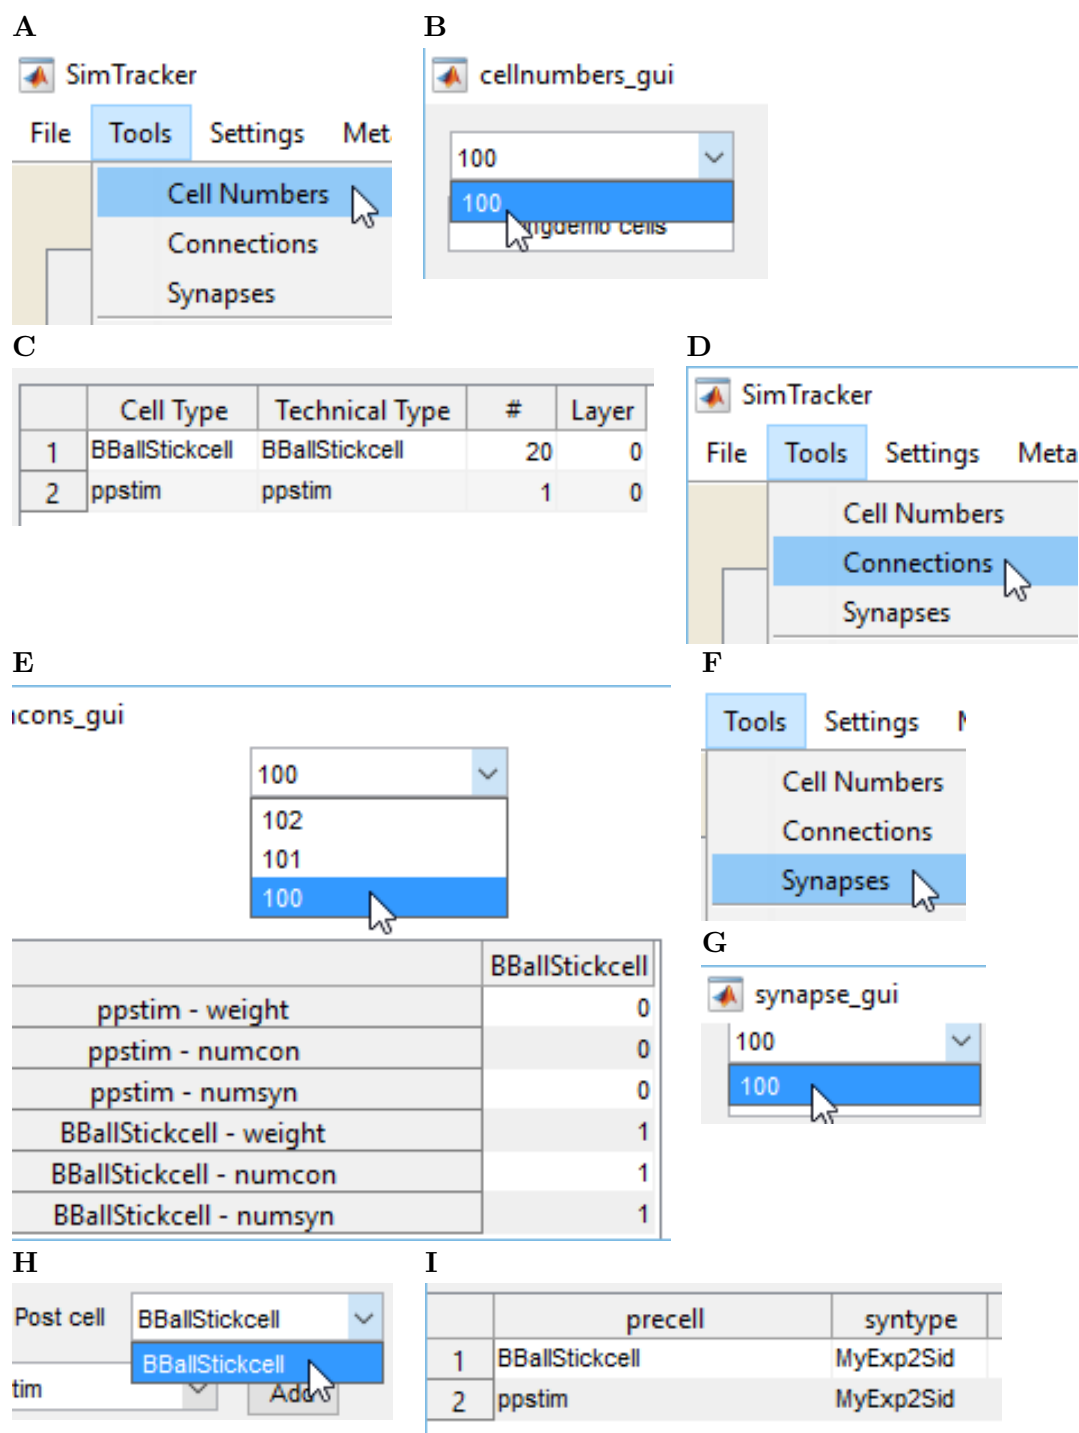 A
SimTracker
File Tools Settings Met
Cell Numbers
Connections
Synapses
B
cellnumbers_gui
100
100
ngdemo cells
C
Cell Type Technical Type # Layer
1 BBallStickcell BBallStickcell 20 0
2 ppstim ppstim 1 0
D
SimTracker
File Tools Settings Meta
Cell Numbers
Connections
Synapses
E
cons_gui
100
102
101
100
BBallStickcell
ppstim - weight 0
ppstim - numcon 0
ppstim - numsyn 0
BBallStickcell - weight 1
BBallStickcell - numcon 1
BBallStickcell - numsyn 1
F
Tools Settings
Cell Numbers
Connections
Synapses
G
synapse_gui
100
100
H
Post cell BBallStickcell
BBallStickcell
tim Add
I
precell syntype
1 BBallStickcell MyExp2Sid
2 ppstim MyExp2Sid